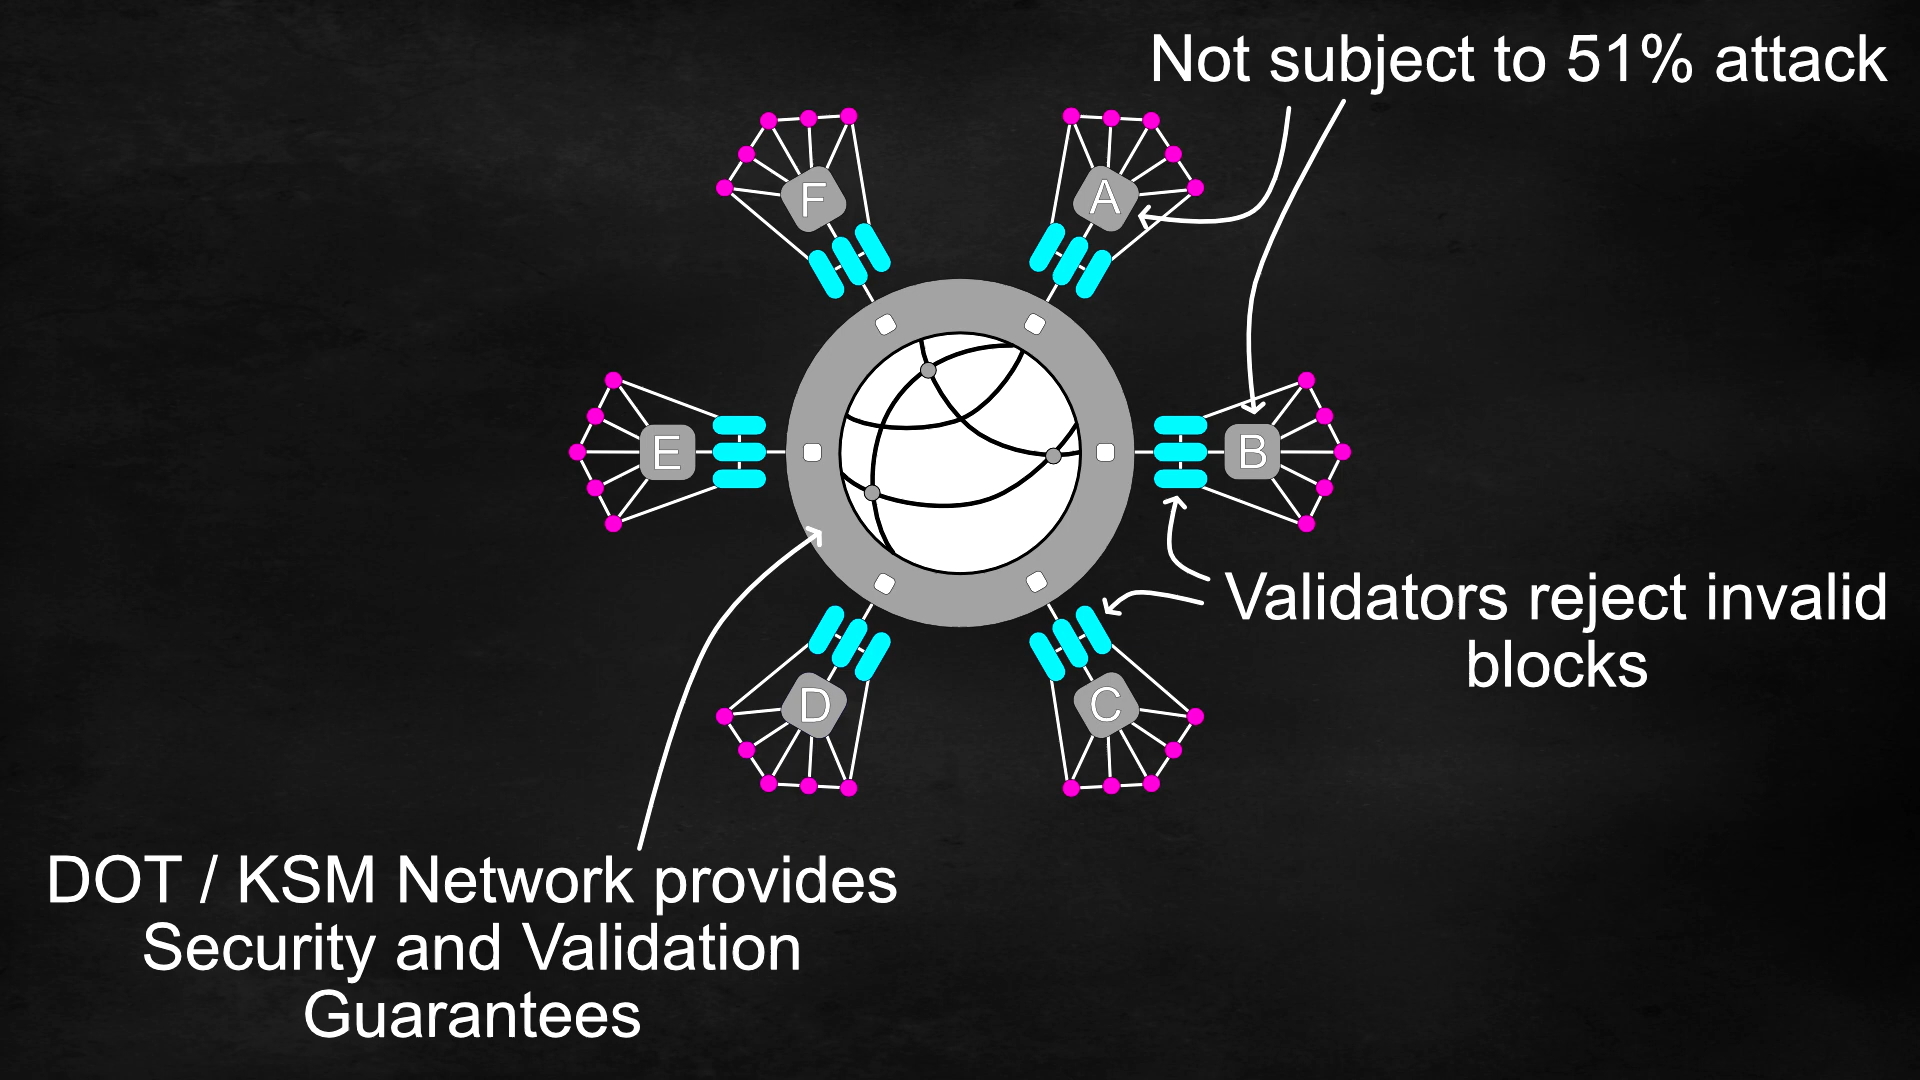 Not subject to 51% attack
F
A
E
B
Validators reject invalid
blocks
D
C
DOT / KSM Network provides
Security and Validation
Guarantees